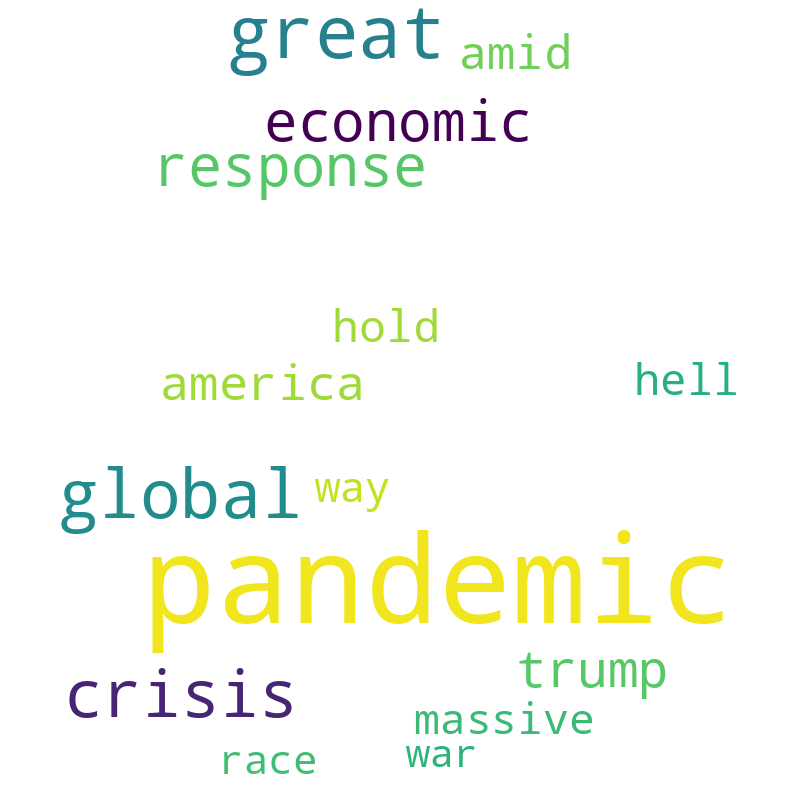 great amid
economic
response
hold
america hell
global way
pandemic
crisis trump
massive
race war